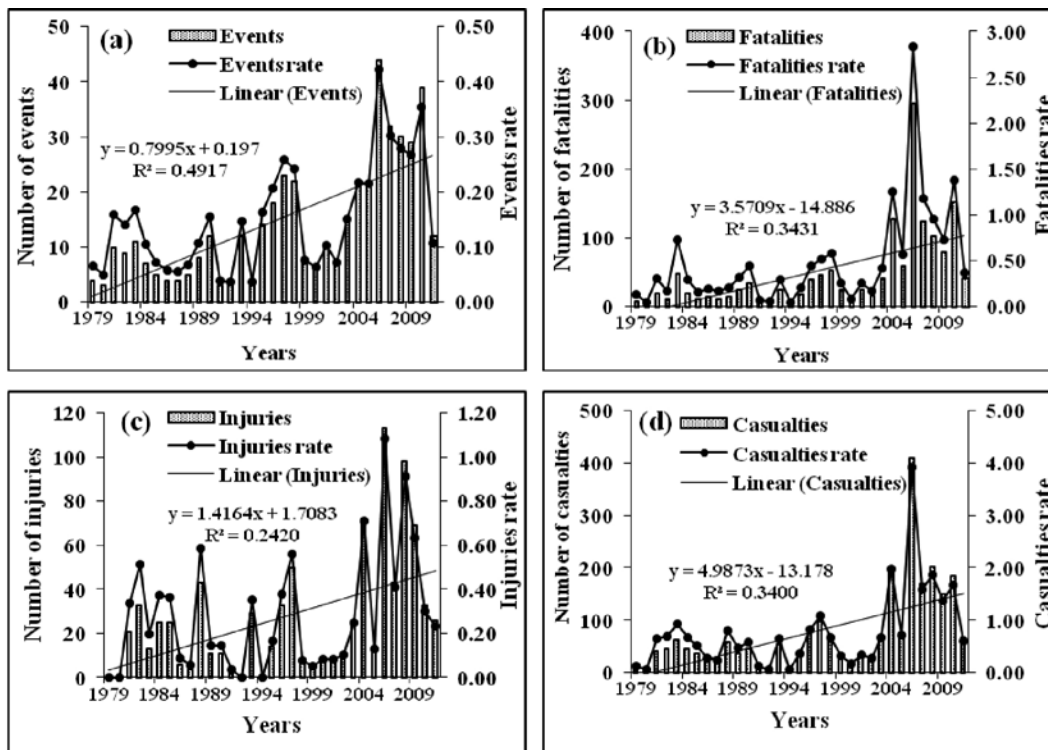 (a)
Events
Events rate
Linear (Events)
y = 0.7995x + 0.197
R² = 0.4917
Number of events
50
40
30
20
10
0
Events rate
0.50
0.40
0.30
0.20
0.10
0.00
1979 1984 1989 1994 1999 2004 2009
Years
(b)
Fatalities
Fatalities rate
Linear (Fatalities)
y = 3.5709x - 14.886
R² = 0.3431
Number of fatalities
400
300
200
100
0
Fatalities rate
3.00
2.50
2.00
1.50
1.00
0.50
0.00
1979 1984 1989 1994 1999 2004 2009
Years
(c)
Injuries
Injuries rate
Linear (Injuries)
y = 1.4164x + 1.7083
R² = 0.2420
Number of injuries
120
100
80
60
40
20
0
Injuries rate
1.20
1.00
0.80
0.60
0.40
0.20
0.00
1979 1984 1989 1994 1999 2004 2009
Years
(d)
Casualties
Casualties rate
Linear (Casualties)
y = 4.9873x - 13.178
R² = 0.3400
Number of casualties
500
400
300
200
100
0
Casualties rate
5.00
4.00
3.00
2.00
1.00
0.00
1979 1984 1989 1994 1999 2004 2009
Years